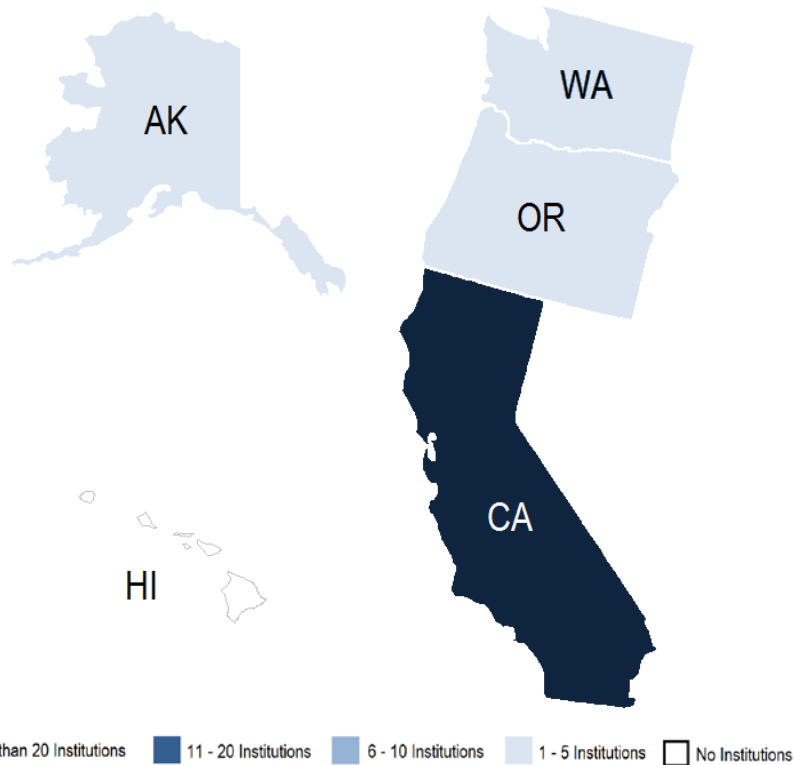 WA
AK
OR
CA
HI
than 20 Institutions 11 - 20 Institutions 6 - 10 Institutions 1 - 5 Institutions No Institutions